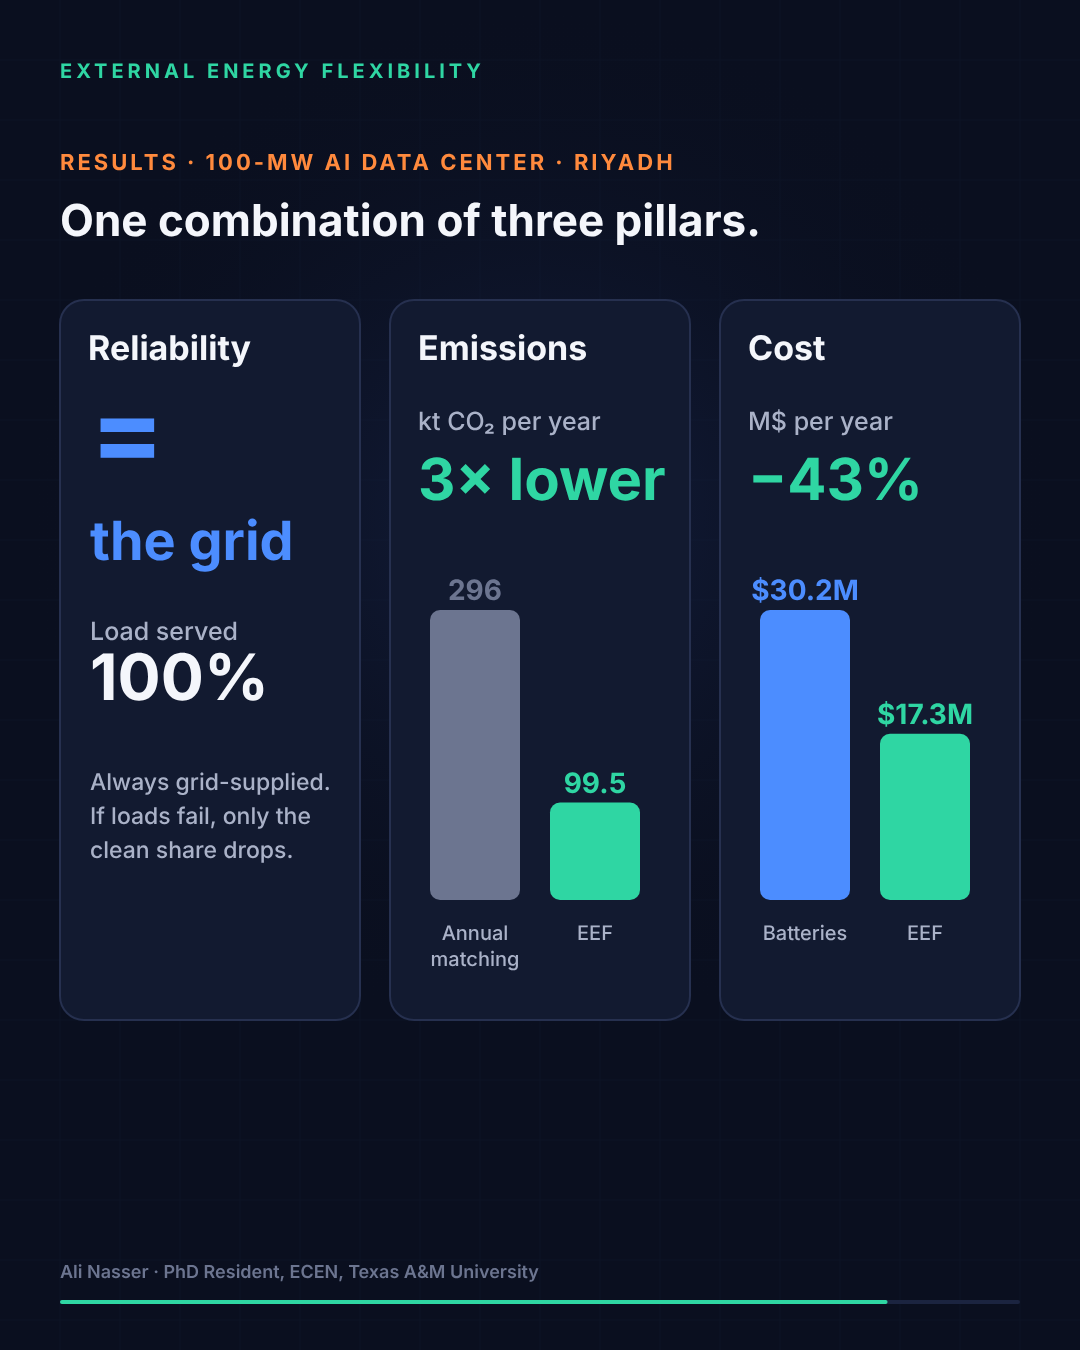 EXTERNAL ENERGY FLEXIBILITY
RESULTS · 100-MW AI DATA CENTER · RIYADH
One combination of three pillars.
Reliability
=
the grid
Load served
100%
Always grid-supplied.
If loads fail, only the
clean share drops.
Emissions
kt CO₂ per year
3× lower
296
99.5
Annual
matching
EEF
Cost
M$ per year
−43%
$30.2M
$17.3M
Batteries
EEF
Ali Nasser · PhD Resident, ECEN, Texas A&M University